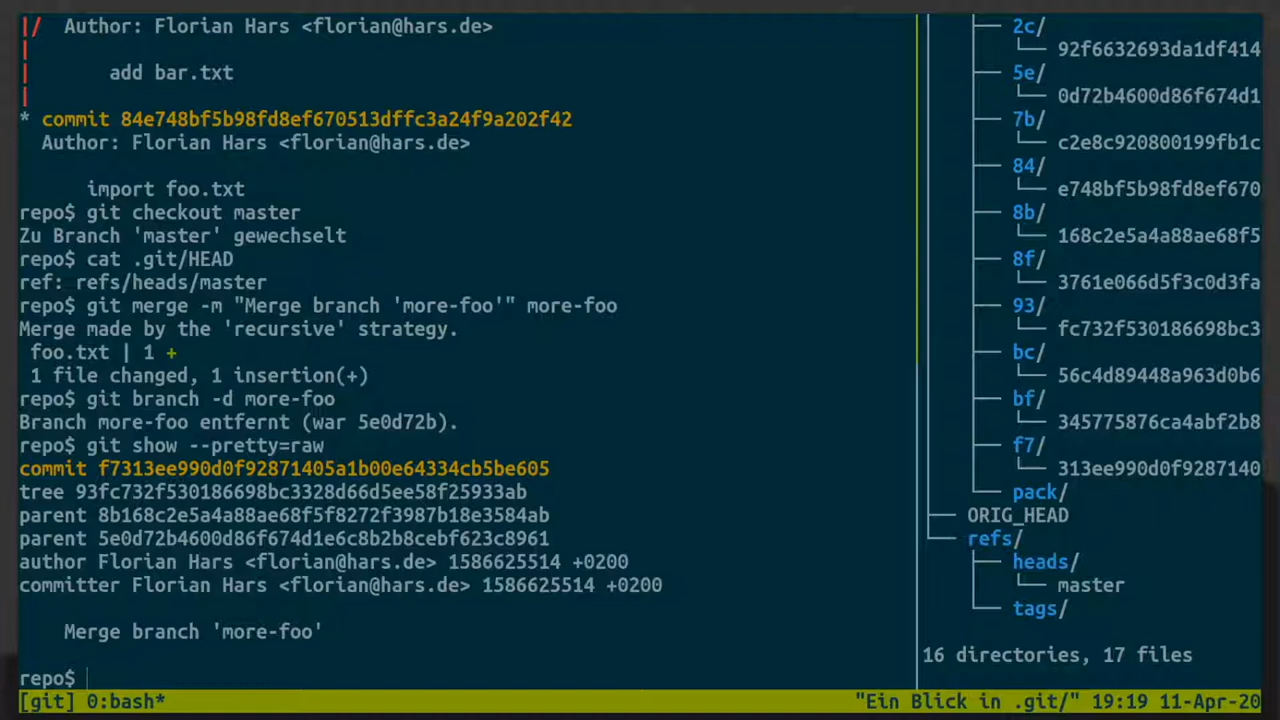 |/  Author: Florian Hars <florian@hars.de>
|
|       add bar.txt
|
* commit 84e748bf5b98fd8ef670513dffc3a24f9a202f42
  Author: Florian Hars <florian@hars.de>
      import foo.txt
repo$ git checkout master
Zu Branch 'master' gewechselt
repo$ cat .git/HEAD
ref: refs/heads/master
repo$ git merge -m "Merge branch 'more-foo'" more-foo
Merge made by the 'recursive' strategy.
 foo.txt | 1 +
 1 file changed, 1 insertion(+)
repo$ git branch -d more-foo
Branch more-foo entfernt (war 5e0d72b).
repo$ git show --pretty=raw
commit f7313ee990d0f92871405a1b00e64334cb5be605
tree 93fc732f530186698bc3328d66d5ee58f25933ab
parent 8b168c2e5a4a88ae68f5f8272f3987b18e3584ab
parent 5e0d72b4600d86f674d1e6c8b2b8cebf623c8961
author Florian Hars <florian@hars.de> 1586625514 +0200
committer Florian Hars <florian@hars.de> 1586625514 +0200
    Merge branch 'more-foo'
repo$
├── 2c/
│   └── 92f6632693da1df414
├── 5e/
│   └── 0d72b4600d86f674d1
├── 7b/
│   └── c2e8c920800199fb1c
├── 84/
│   └── e748bf5b98fd8ef670
├── 8b/
│   └── 168c2e5a4a88ae68f5
├── 8f/
│   └── 3761e066d5f3c0d3fa
├── 93/
│   └── fc732f530186698bc3
├── bc/
│   └── 56c4d89448a963d0b6
├── bf/
│   └── 345775876ca4abf2b8
├── f7/
│   └── 313ee990d0f9287140
└── pack/
├── ORIG_HEAD
└── refs/
    ├── heads/
    │   └── master
    └── tags/
16 directories, 17 files
[git] 0:bash* "Ein Blick in .git/" 19:19 11-Apr-20